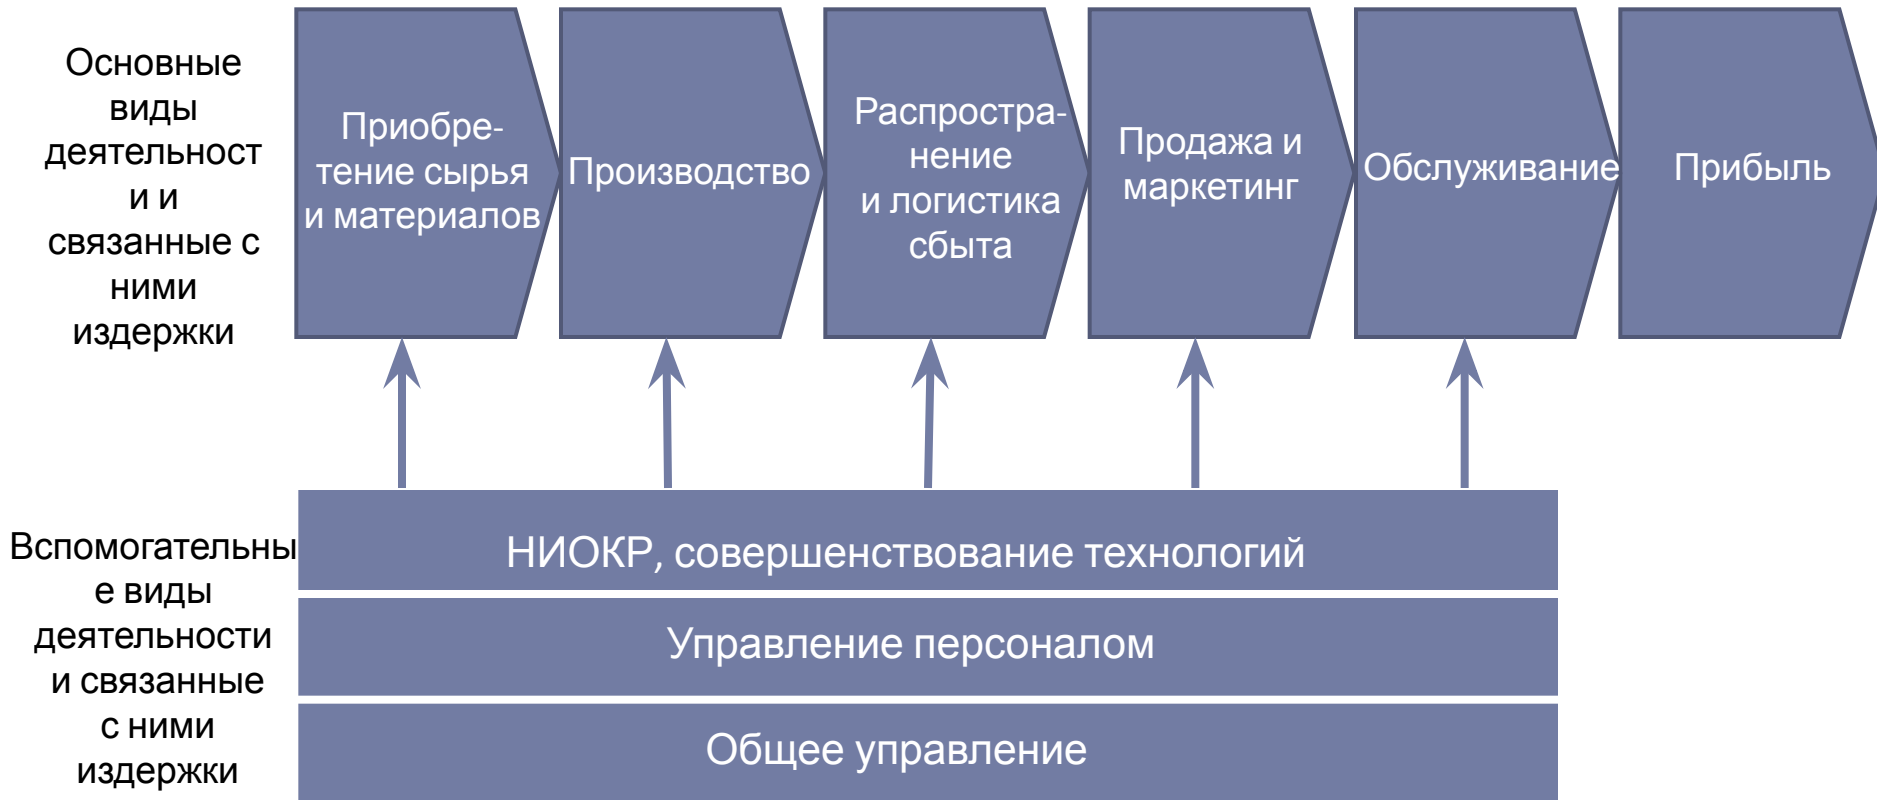 Основные
виды
деятельност
и и
связанные с
ними
издержки
Приобре-
тение сырья
и материалов
Производство
Распростра-
нение
и логистика
сбыта
Продажа и
маркетинг
Обслуживание
Прибыль
Вспомогательны
е виды
деятельности
и связанные
с ними
издержки
НИОКР, совершенствование технологий
Управление персоналом
Общее управление